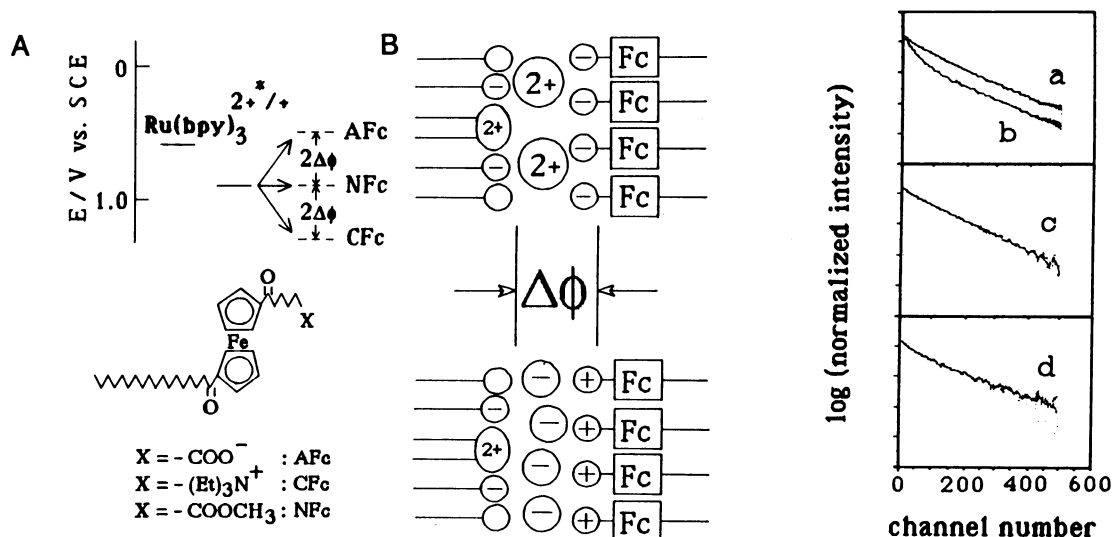 A
E/V vs. SCE
0
1.0
2+*/+
Ru(bpy)3
AFc
2Δϕ
NFc
2Δϕ
CFc
O
X
Fe
O
X = -COO− : AFc
X = -(Et)3N+ : CFc
X = -COOCH3 : NFc
B
− Fc
− 2+
− Fc
2+
− 2+ − Fc
− Fc
Δϕ
− + Fc
− − + Fc
2+
− − + Fc
− + Fc
log (normalized intensity)
a
b
c
d
0 200 400 600
channel number